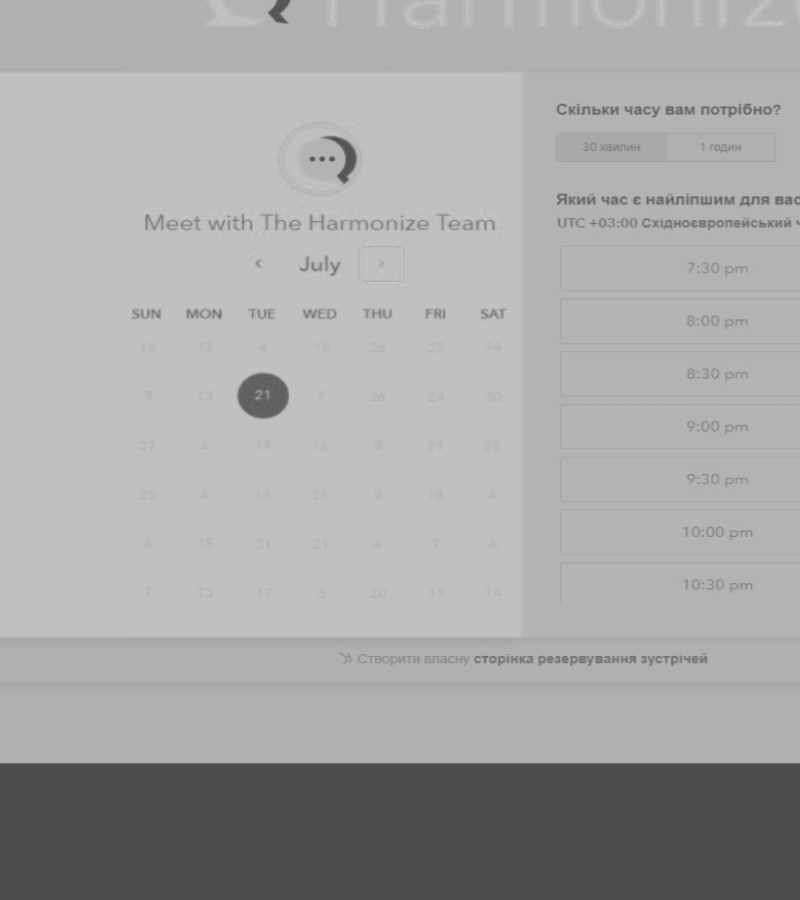 Harmonize
Meet with The Harmonize Team
July
SUN MON TUE WED THU FRI SAT
18 12 4 10 26 22 14
9 13 21 7 26 24 30
27 6 19 18 8 21 25
20 6 18 25 8 18 6
8 15 31 21 4 9 4
7 13 17 3 20 17 14
Скільки часу вам потрібно?
30 хвилин 1 годин
Який час є найліпшим для вас
UTC +03:00 Східноєвропейський ч
7:30 pm
8:00 pm
8:30 pm
9:00 pm
9:30 pm
10:00 pm
10:30 pm
Створити власну сторінка резервування зустрічей